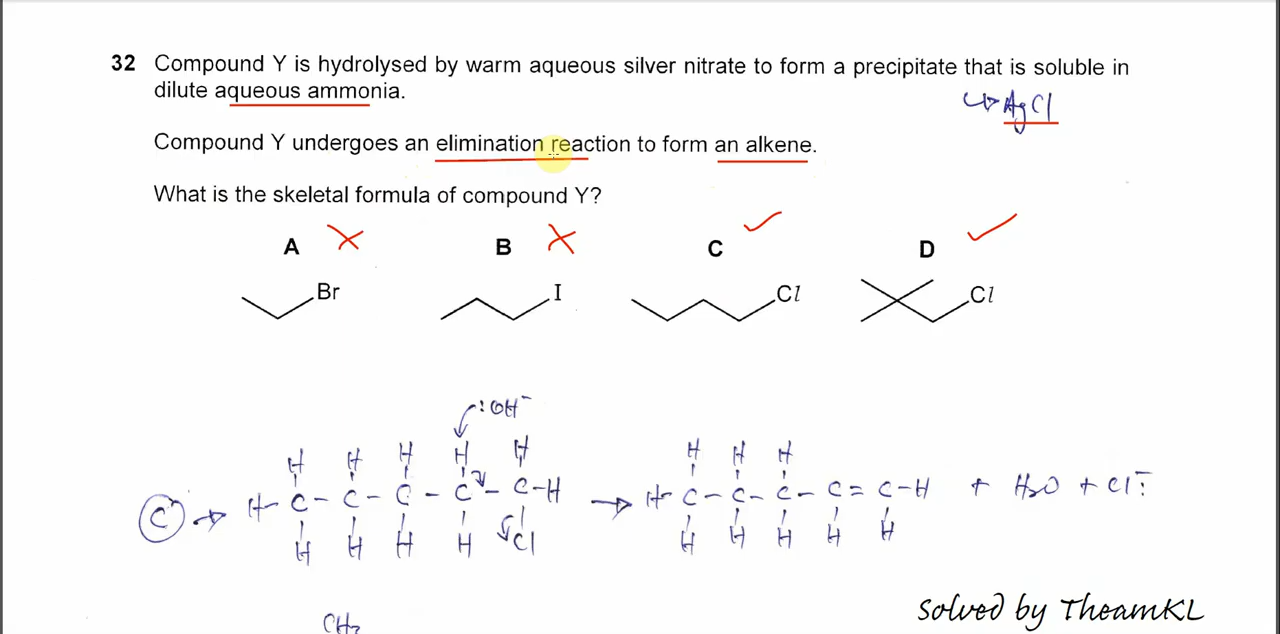 32 Compound Y is hydrolysed by warm aqueous silver nitrate to form a precipitate that is soluble in
dilute aqueous ammonia.
↳ AgCl
Compound Y undergoes an elimination reaction to form an alkene.
What is the skeletal formula of compound Y?
A B C D
Br I Cl Cl
:OH⁻
H H H H H H H H
C → H-C-C-C-C-C-H → H-C-C-C-C=C-H + H₂O + Cl:⁻
H H H H Cl H H H H H
Solved by TheamKL